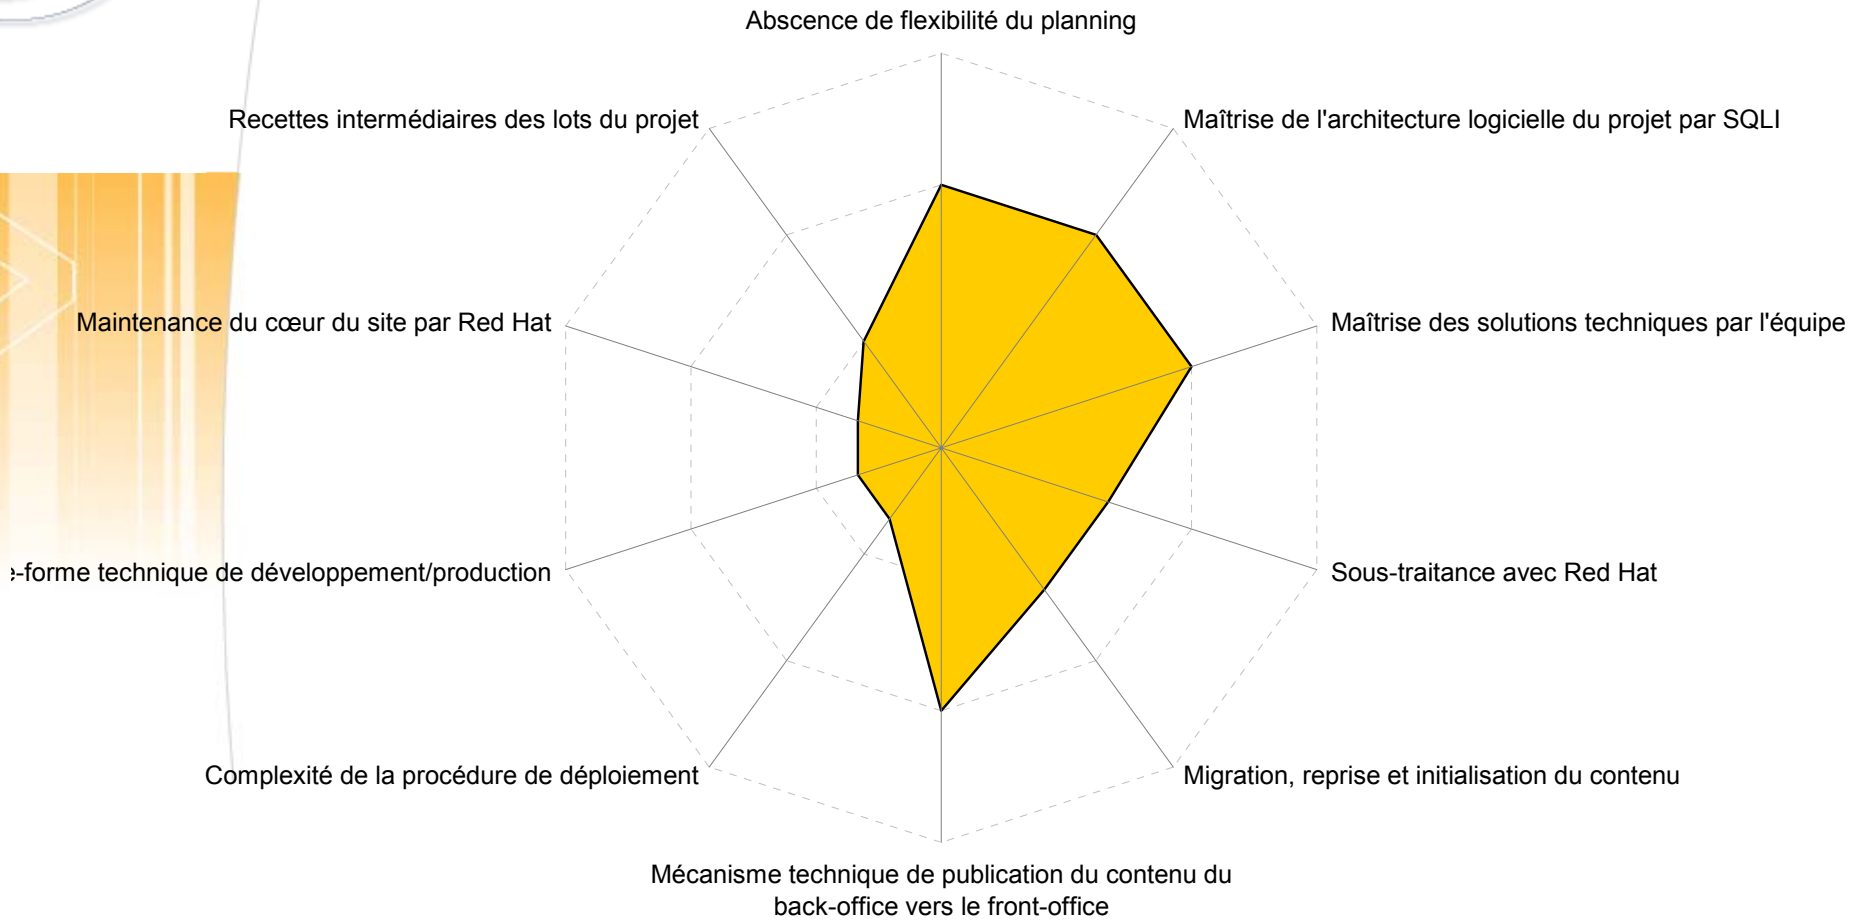 Abscence de flexibilité du planning
Recettes intermédiaires des lots du projet
Maîtrise de l'architecture logicielle du projet par SQLI
Maintenance du cœur du site par Red Hat
Maîtrise des solutions techniques par l'équipe
-forme technique de développement/production
Sous-traitance avec Red Hat
Complexité de la procédure de déploiement
Migration, reprise et initialisation du contenu
Mécanisme technique de publication du contenu du
back-office vers le front-office